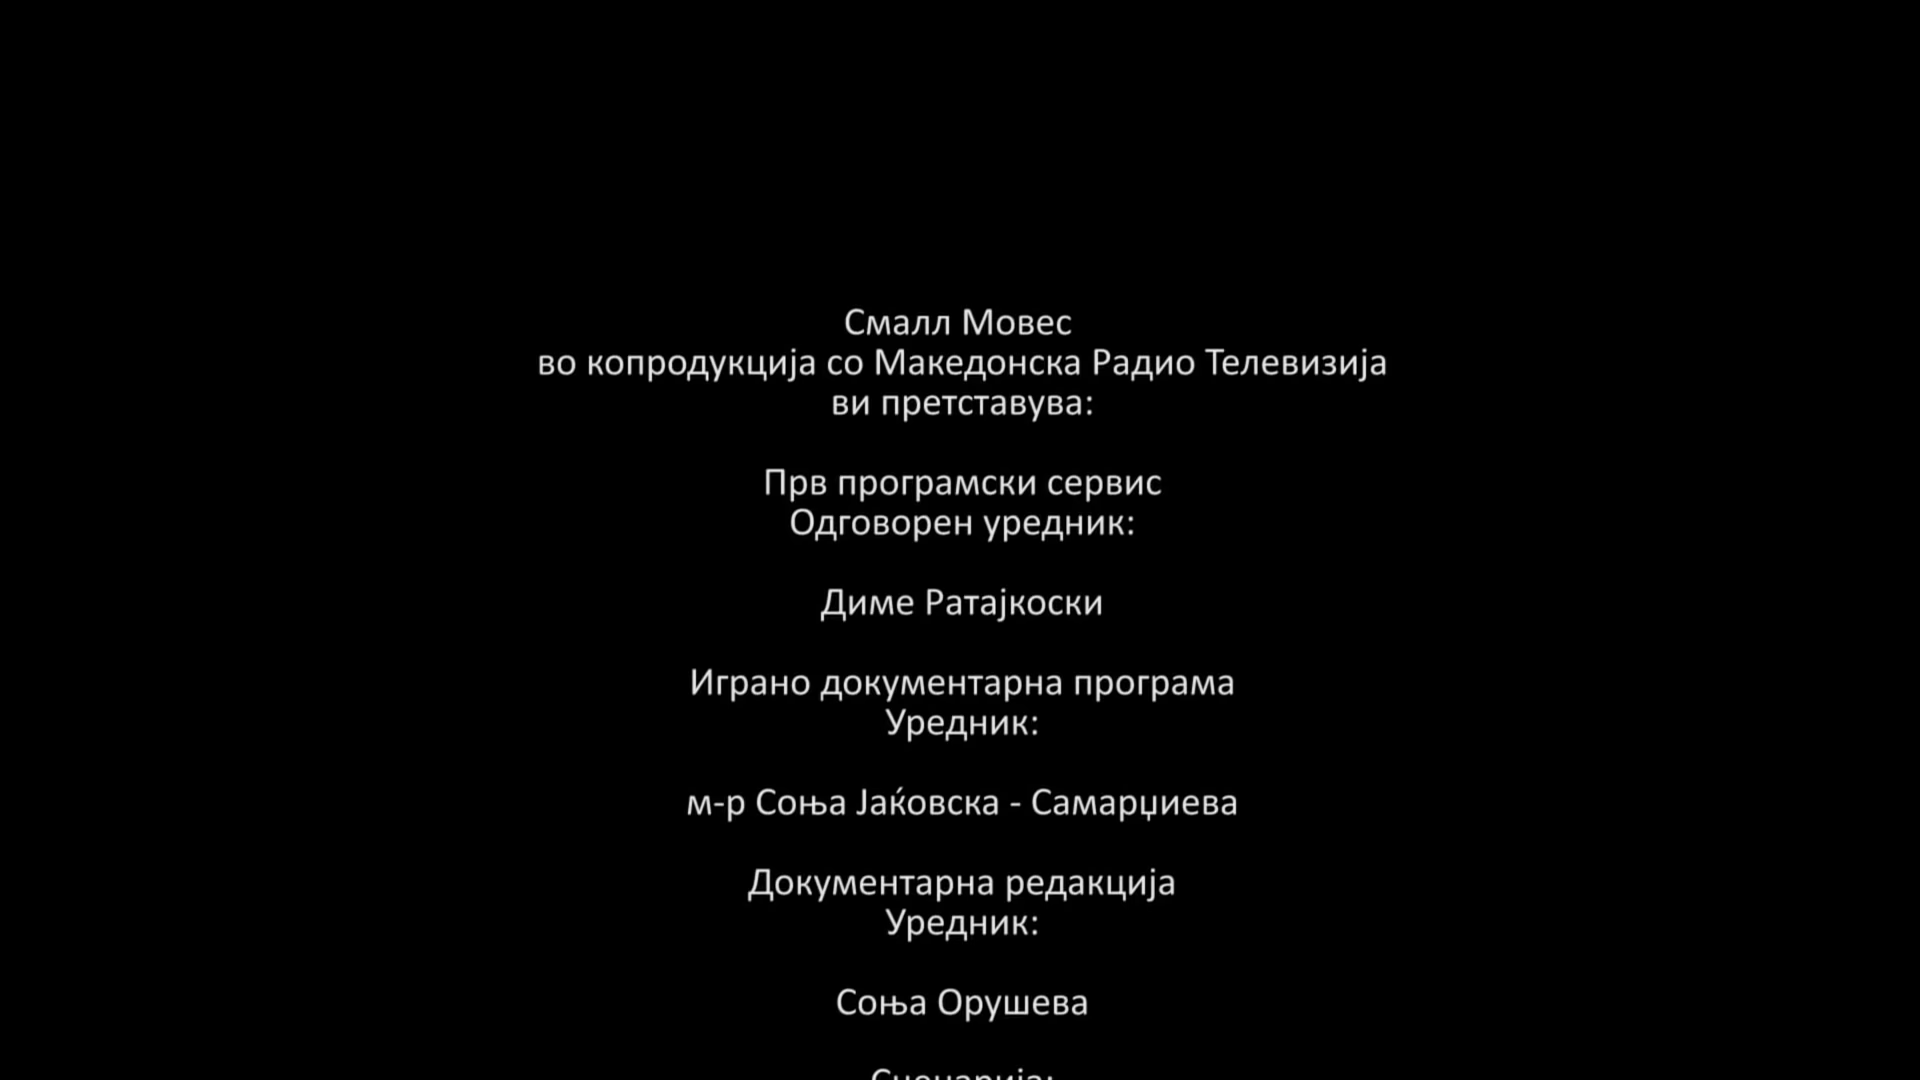 Смалл Мовес
во копродукција со Македонска Радио Телевизија
ви претставува:
Прв програмски сервис
Одговорен уредник:
Диме Ратајкоски
Играно документарна програма
Уредник:
м-р Соња Јаќовска - Самарџиева
Документарна редакција
Уредник:
Соња Орушева
Сценарија: